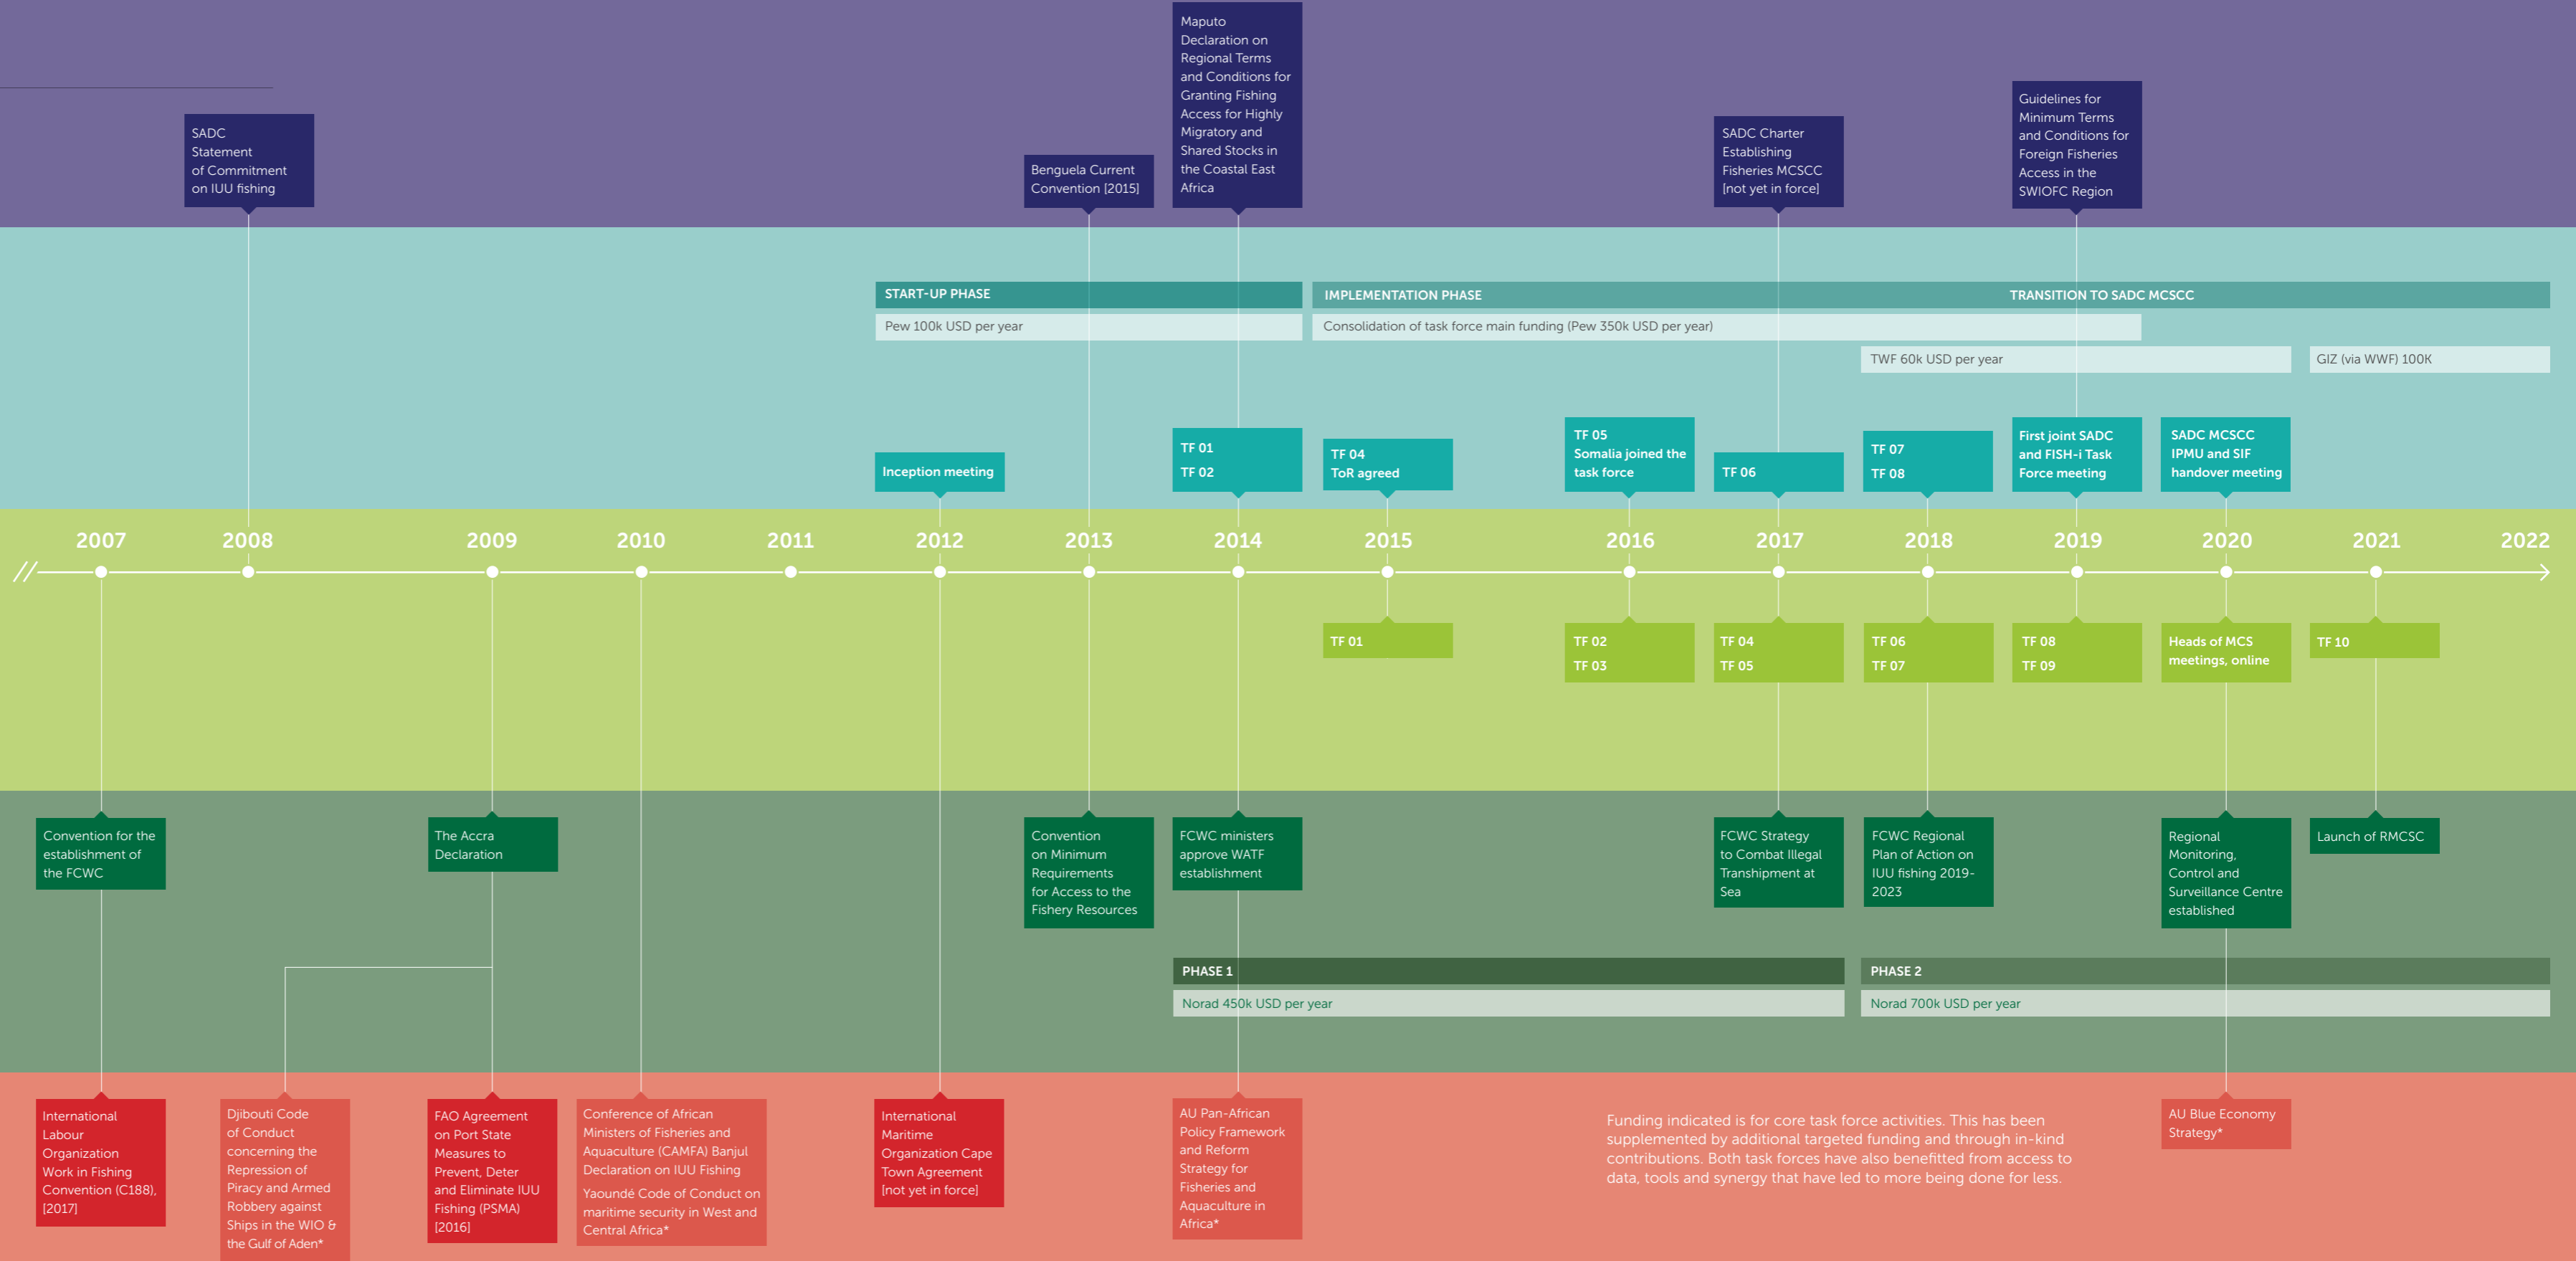 SADC
Statement
of Commitment
on IUU fishing
Benguela Current
Convention [2015]
Maputo
Declaration on
Regional Terms
and Conditions for
Granting Fishing
Access for Highly
Migratory and
Shared Stocks in
the Coastal East
Africa
SADC Charter
Establishing
Fisheries MCSCC
[not yet in force]
Guidelines for
Minimum Terms
and Conditions for
Foreign Fisheries
Access in the
SWIOFC Region
START-UP PHASE
IMPLEMENTATION PHASE
TRANSITION TO SADC MCSCC
Pew 100k USD per year
Consolidation of task force main funding (Pew 350k USD per year)
TWF 60k USD per year
GIZ (via WWF) 100K
Inception meeting
TF 01
TF 02
TF 04
ToR agreed
TF 05
Somalia joined the
task force
TF 06
TF 07
TF 08
First joint SADC
and FISH-i Task
Force meeting
SADC MCSCC
IPMU and SIF
handover meeting
2007
2008
2009
2010
2011
2012
2013
2014
2015
2016
2017
2018
2019
2020
2021
2022
TF 01
TF 02
TF 03
TF 04
TF 05
TF 06
TF 07
TF 08
TF 09
Heads of MCS
meetings, online
TF 10
Convention for the
establishment of
the FCWC
The Accra
Declaration
Convention
on Minimum
Requirements
for Access to the
Fishery Resources
FCWC ministers
approve WATF
establishment
FCWC Strategy
to Combat Illegal
Transhipment at
Sea
FCWC Regional
Plan of Action on
IUU fishing 2019-
2023
Regional
Monitoring,
Control and
Surveillance Centre
established
Launch of RMCSC
PHASE 1
PHASE 2
Norad 450k USD per year
Norad 700k USD per year
International
Labour
Organization
Work in Fishing
Convention (C188),
[2017]
Djibouti Code
of Conduct
concerning the
Repression of
Piracy and Armed
Robbery against
Ships in the WIO &
the Gulf of Aden*
FAO Agreement
on Port State
Measures to
Prevent, Deter
and Eliminate IUU
Fishing (PSMA)
[2016]
Conference of African
Ministers of Fisheries and
Aquaculture (CAMFA) Banjul
Declaration on IUU Fishing
Yaoundé Code of Conduct on
maritime security in West and
Central Africa*
International
Maritime
Organization Cape
Town Agreement
[not yet in force]
AU Pan-African
Policy Framework
and Reform
Strategy for
Fisheries and
Aquaculture in
Africa*
Funding indicated is for core task force activities. This has been
supplemented by additional targeted funding and through in-kind
contributions. Both task forces have also benefitted from access to
data, tools and synergy that have led to more being done for less.
AU Blue Economy
Strategy*